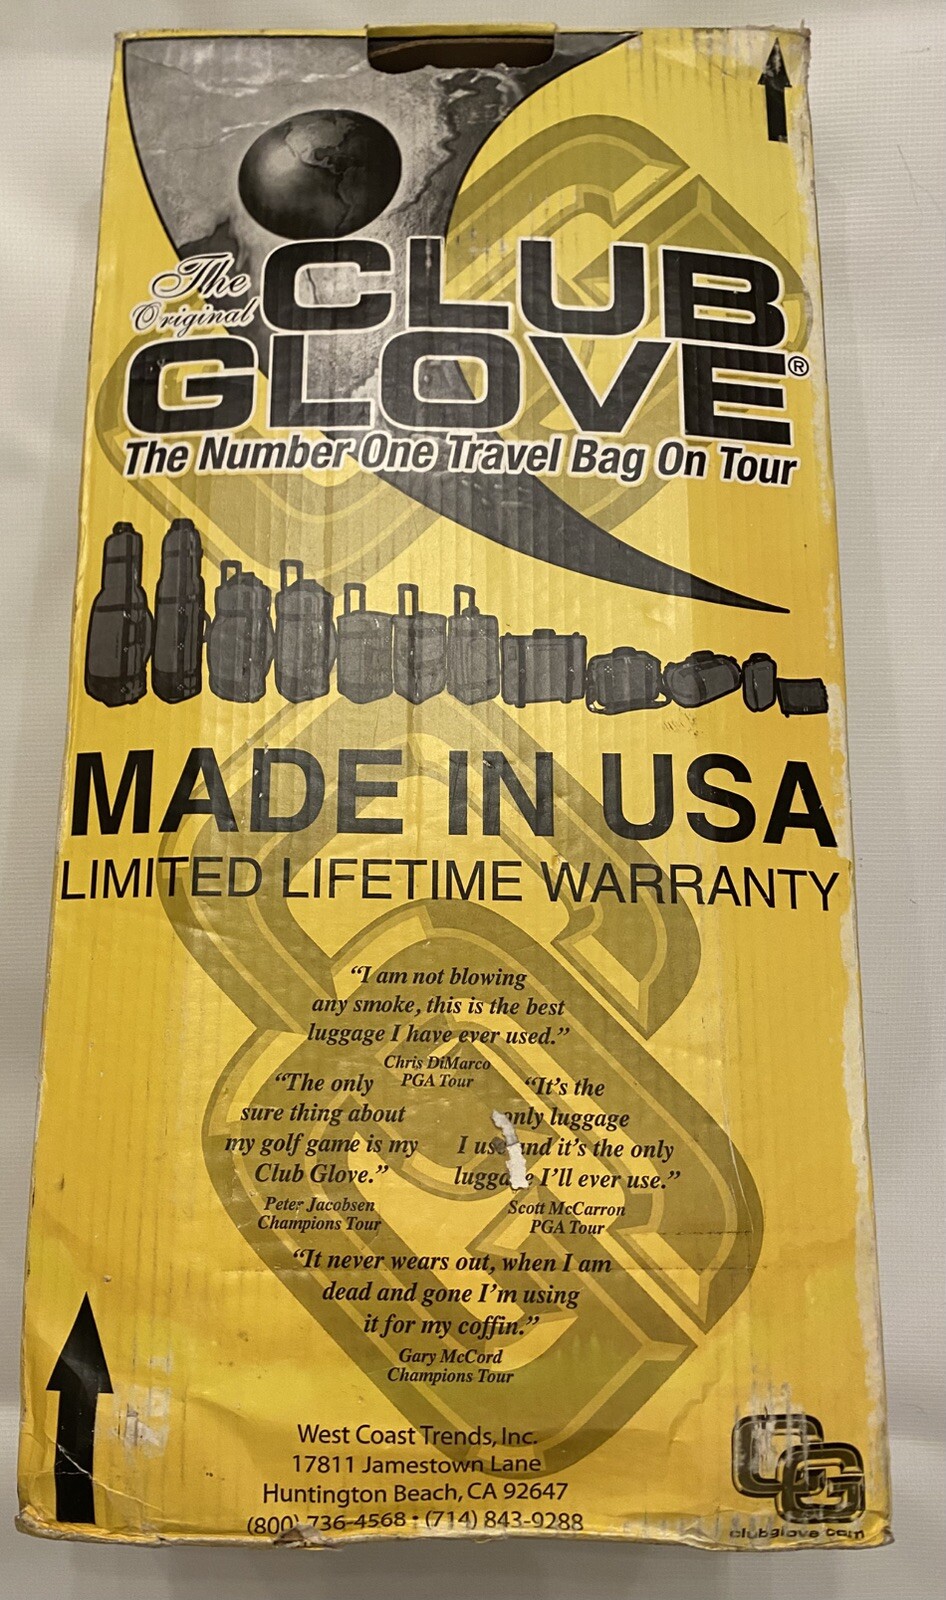 The Original CLUB
GLOVE®
The Number One Travel Bag On Tour
MADE IN USA
LIMITED LIFETIME WARRANTY
“I am not blowing
any smoke, this is the best
luggage I have ever used.”
Chris DiMarco
PGA Tour
“The only
sure thing about
my golf game is my
Club Glove.”
Peter Jacobsen
Champions Tour
“It's the
only luggage
I use and it's the only
luggage I'll ever use.”
Scott McCarron
PGA Tour
“It never wears out, when I am
dead and gone I'm using
it for my coffin.”
Gary McCord
Champions Tour
West Coast Trends, Inc.
17811 Jamestown Lane
Huntington Beach, CA 92647
(800) 736-4568 • (714) 843-9288
CG
clubglove.com